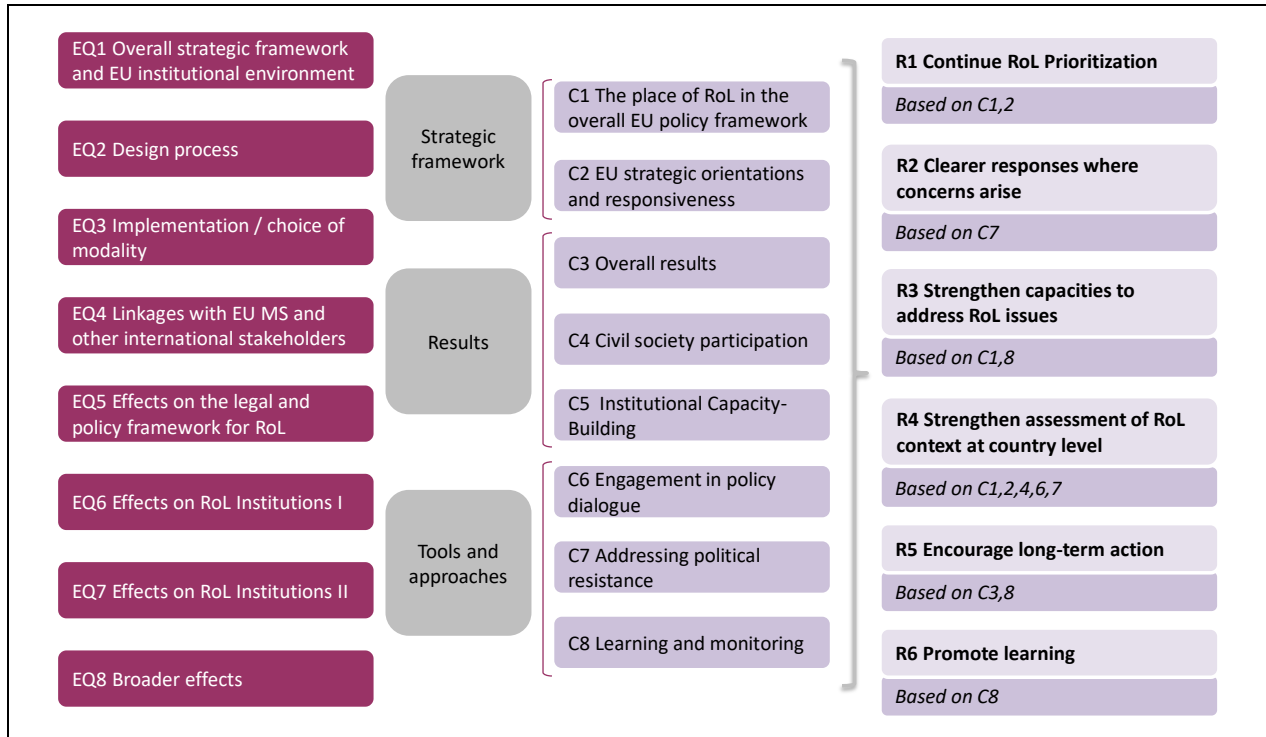 EQ1 Overall strategic framework
and EU institutional environment
EQ2 Design process
EQ3 Implementation / choice of
modality
EQ4 Linkages with EU MS and
other international stakeholders
EQ5 Effects on the legal and
policy framework for RoL
EQ6 Effects on RoL Institutions I
EQ7 Effects on RoL Institutions II
EQ8 Broader effects
Strategic
framework
Results
Tools and
approaches
C1 The place of RoL in the
overall EU policy framework
C2 EU strategic orientations
and responsiveness
C3 Overall results
C4 Civil society participation
C5 Institutional Capacity-
Building
C6 Engagement in policy
dialogue
C7 Addressing political
resistance
C8 Learning and monitoring
R1 Continue RoL Prioritization
Based on C1,2
R2 Clearer responses where
concerns arise
Based on C7
R3 Strengthen capacities to
address RoL issues
Based on C1,8
R4 Strengthen assessment of RoL
context at country level
Based on C1,2,4,6,7
R5 Encourage long-term action
Based on C3,8
R6 Promote learning
Based on C8